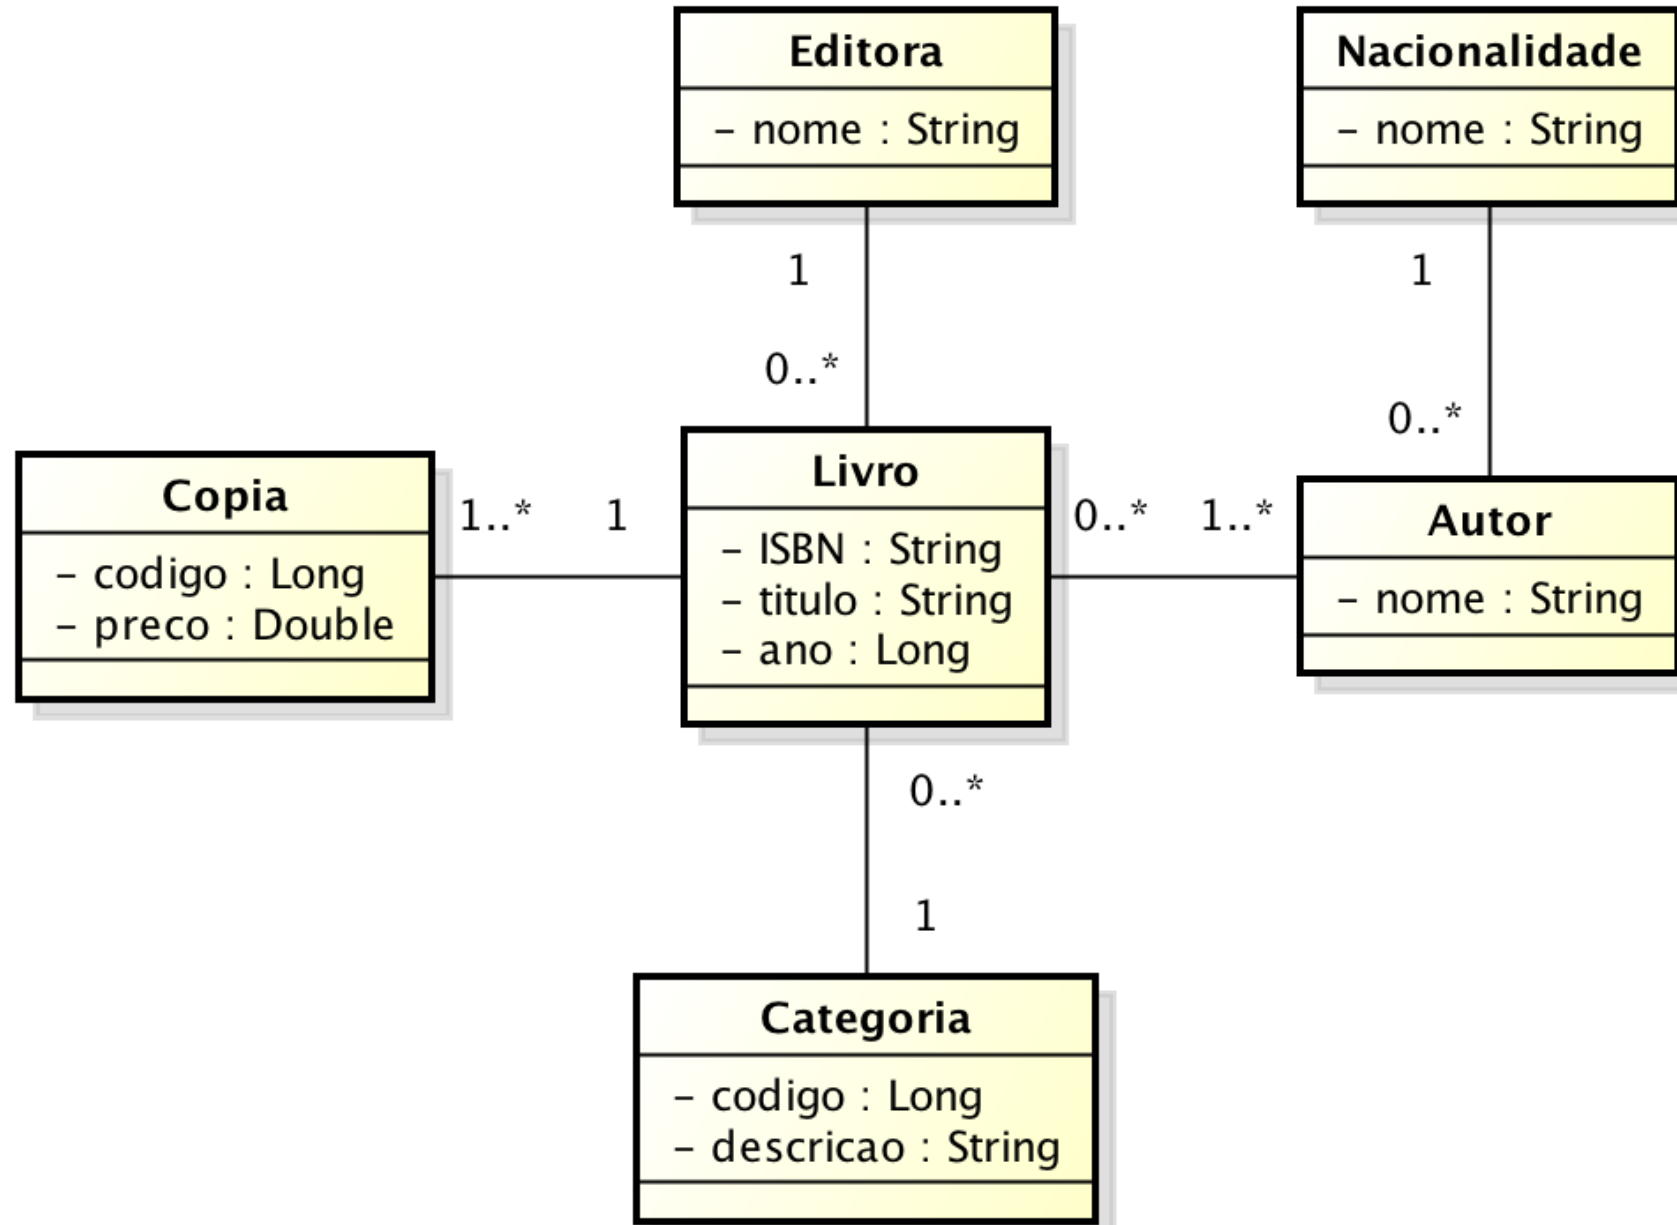 Editora
– nome : String
Nacionalidade
– nome : String
1
0..*
1
0..*
Copia
– codigo : Long
– preco : Double
1..*
1
Livro
– ISBN : String
– titulo : String
– ano : Long
0..*
1..*
Autor
– nome : String
0..*
1
Categoria
– codigo : Long
– descricao : String